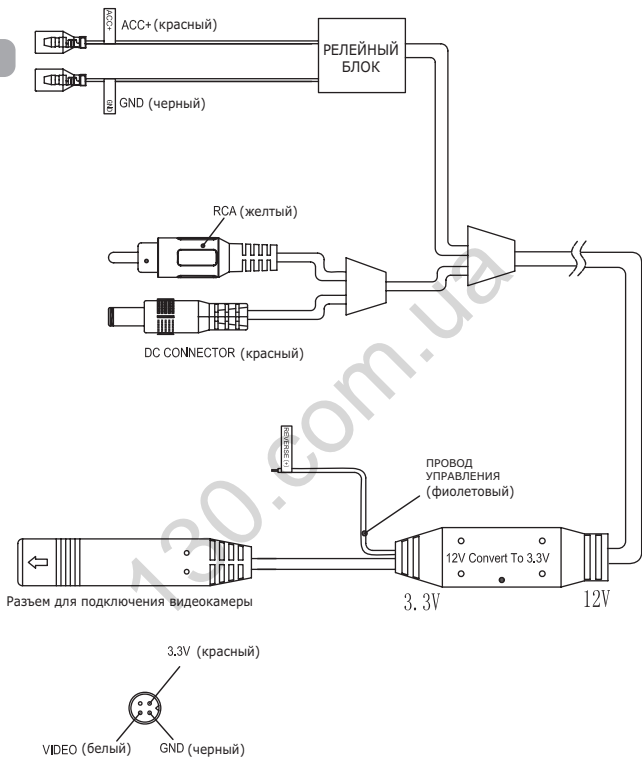 ACC+
ACC+ (красный)
РЕЛЕЙНЫЙ
БЛОК
GND
GND (черный)
RCA (желтый)
DC CONNECTOR (красный)
REVERSE (+)
ПРОВОД
УПРАВЛЕНИЯ
(фиолетовый)
12V Convert To 3.3V
3.3V
12V
Разъем для подключения видеокамеры
3.3V (красный)
VIDEO (белый)
GND (черный)
130.com.ua